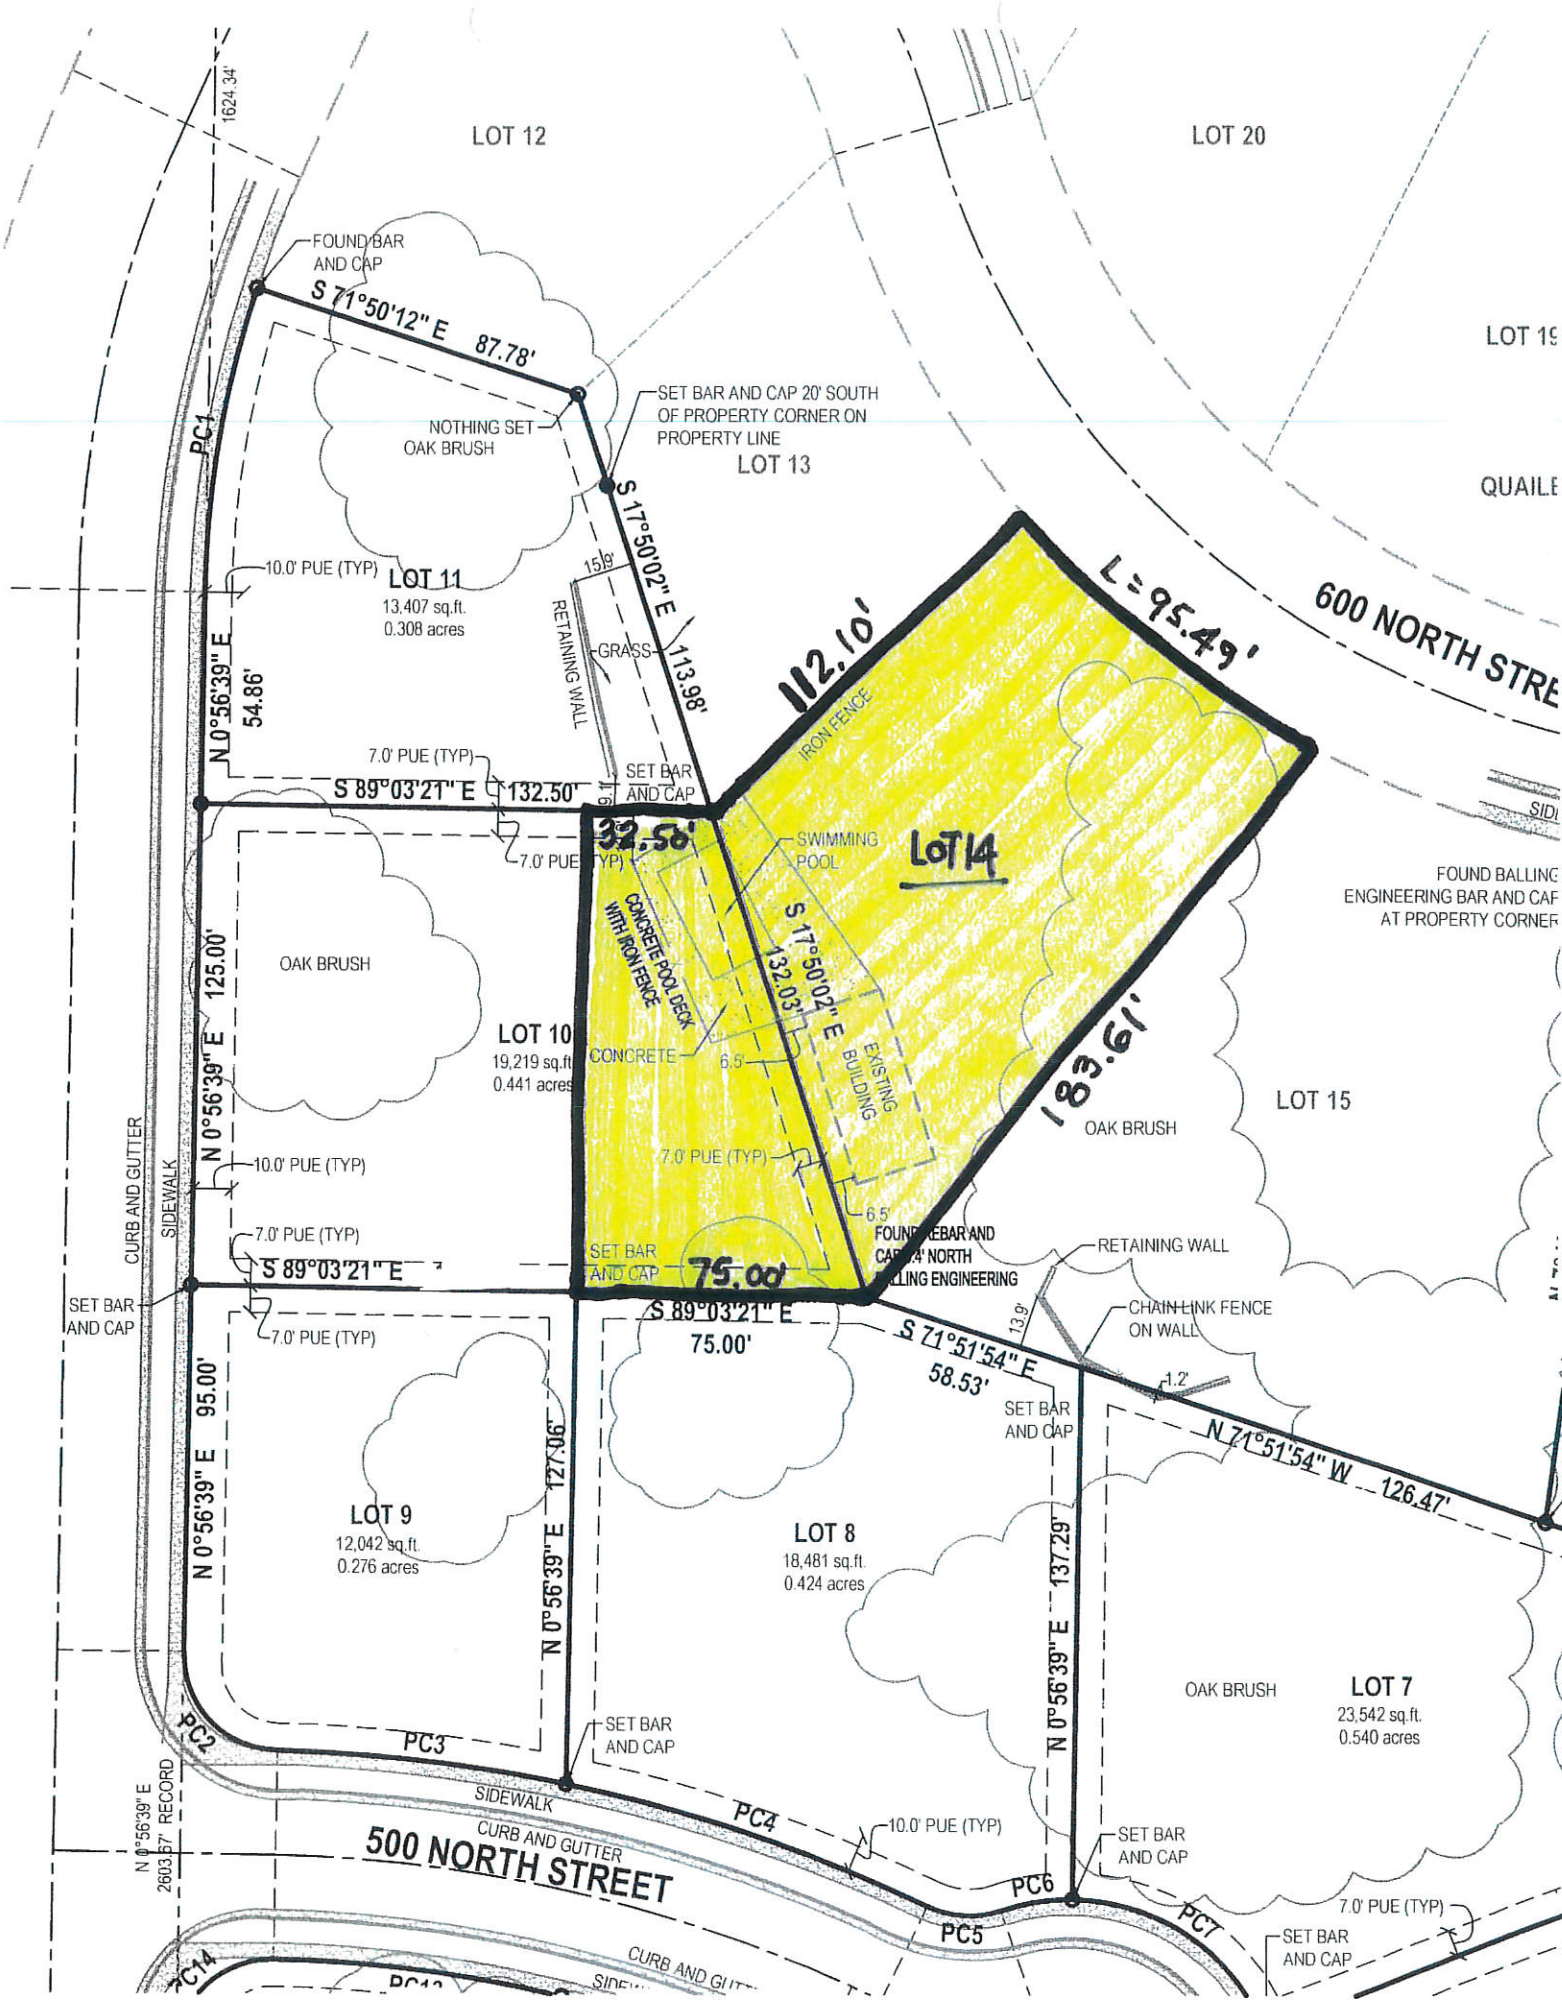 1624.34'
LOT 12
LOT 20
FOUND BAR
AND CAP
S 71°50'12" E 87.78'
LOT 19
SET BAR AND CAP 20' SOUTH
OF PROPERTY CORNER ON
PROPERTY LINE
NOTHING SET
OAK BRUSH
PC1
LOT 13
QUAILE
S 17°50'02" E
113.98'
15.9'
10.0' PUE (TYP)
LOT 11
13,407 sq.ft.
0.308 acres
RETAINING WALL
GRASS
L=95.49'
600 NORTH STRE
112.10'
IRON FENCE
N 0°56'39" E
54.86'
7.0' PUE (TYP)
SET BAR
AND CAP
S 89°03'21" E
132.50'
9.1'
32.50'
7.0' PUE (TYP)
SWIMMING
POOL
LOT 14
SIDE
FOUND BALLING
ENGINEERING BAR AND CAP
AT PROPERTY CORNER
CONCRETE POOL DECK
WITH IRON FENCE
S 17°50'02" E
132.03'
OAK BRUSH
N 0°56'39" E 125.00'
LOT 10
19,219 sq.ft
0.441 acres
CONCRETE
6.5'
EXISTING
BUILDING
183.61'
LOT 15
OAK BRUSH
CURB AND GUTTER
SIDEWALK
10.0' PUE (TYP)
7.0' PUE (TYP)
6.5'
FOUND REBAR AND
NORTH
BALLING ENGINEERING
7.0' PUE (TYP)
SET BAR
AND CAP
75.00'
RETAINING WALL
S 89°03'21" E
S 89°03'21" E
75.00'
SET BAR
AND CAP
7.0' PUE (TYP)
13.9'
CHAIN LINK FENCE
ON WALL
S 71°51'54" E
58.53'
1.2'
SET BAR
AND CAP
N 71°51'54" W 126.47'
N 0°56'39" E 95.00'
N 0°56'39" E 127.06'
LOT 9
12,042 sq.ft.
0.276 acres
LOT 8
18,481 sq.ft.
0.424 acres
N 0°56'39" E 137.29'
OAK BRUSH
LOT 7
23,542 sq.ft.
0.540 acres
PC2
PC3
SET BAR
AND CAP
SIDEWALK
N 0°56'39" E
2603.67' RECORD
CURB AND GUTTER
500 NORTH STREET
PC4
10.0' PUE (TYP)
SET BAR
AND CAP
PC6
PC5
PC7
7.0' PUE (TYP)
SET BAR
AND CAP
PC14
PC13
CURB AND GUTT
SIDEW